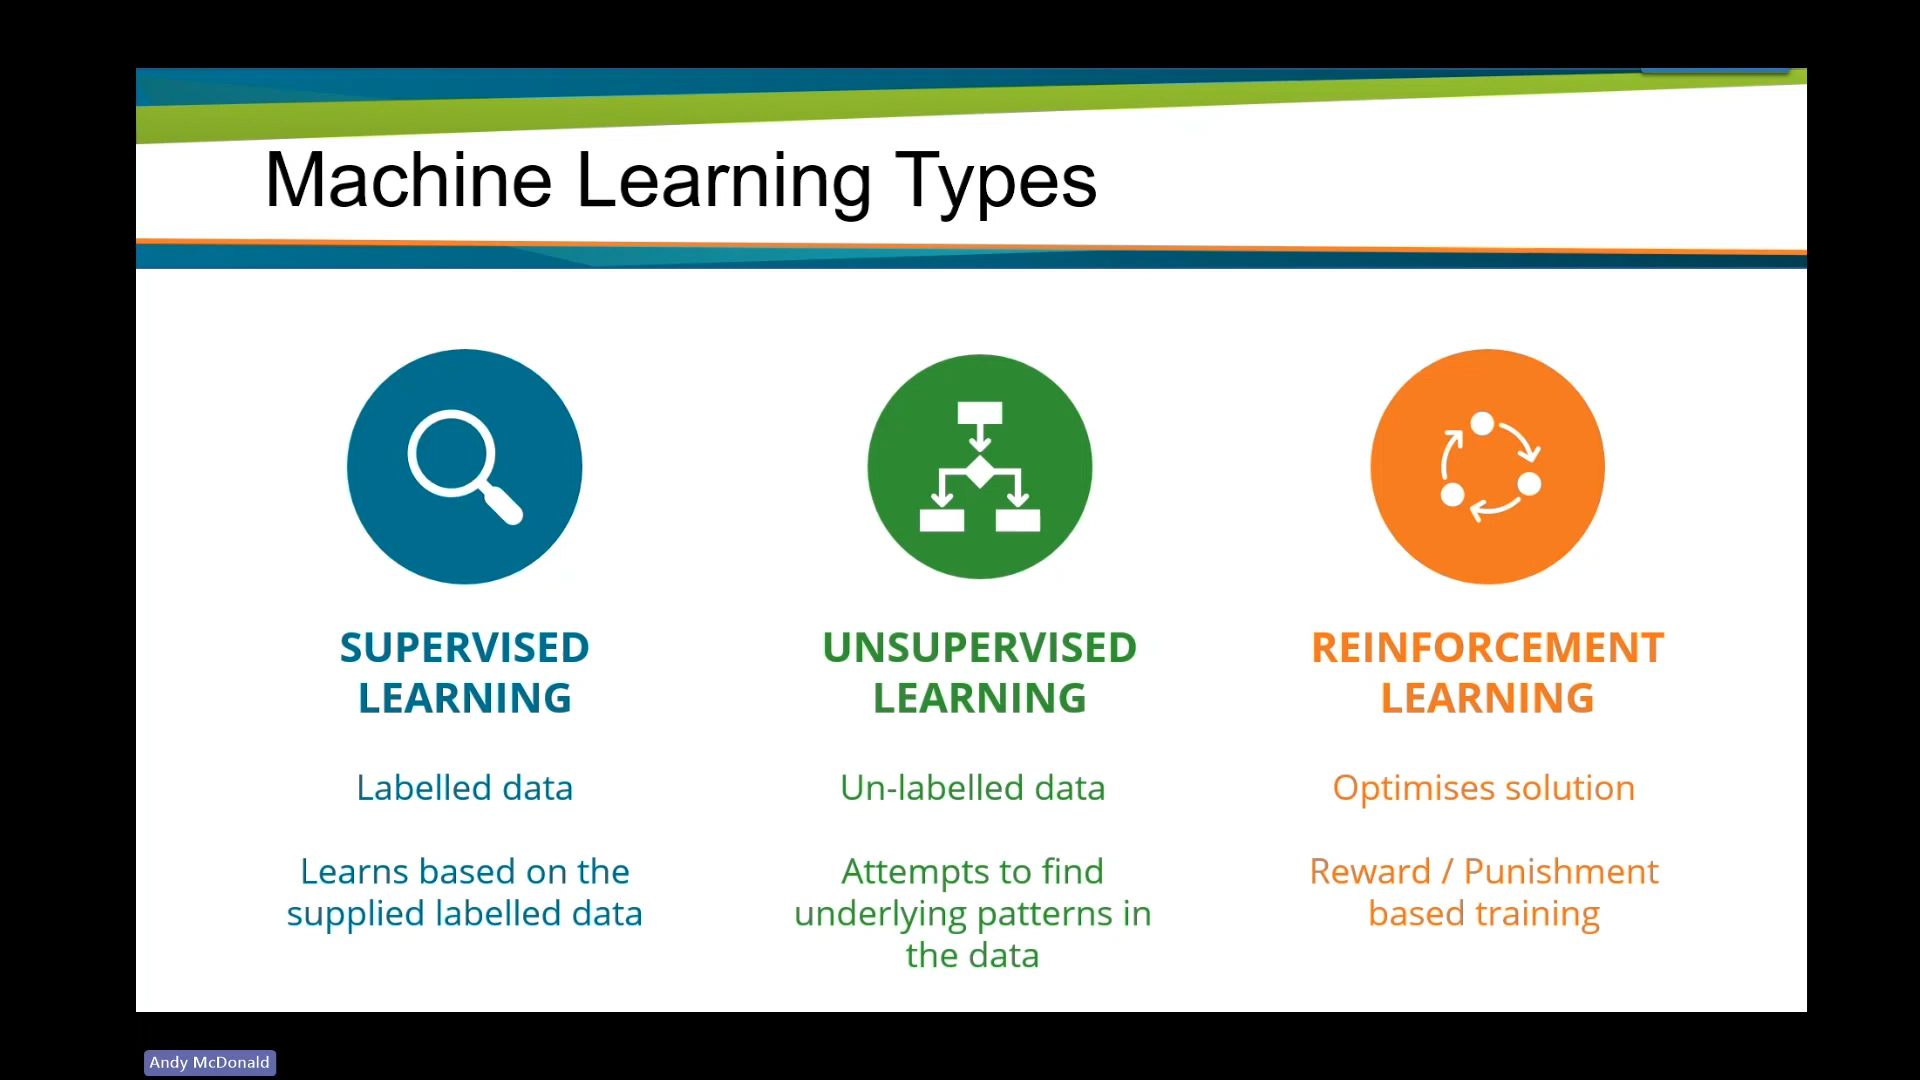 Machine Learning Types
SUPERVISED
LEARNING
Labelled data
Learns based on the
supplied labelled data
UNSUPERVISED
LEARNING
Un-labelled data
Attempts to find
underlying patterns in
the data
REINFORCEMENT
LEARNING
Optimises solution
Reward / Punishment
based training
Andy McDonald